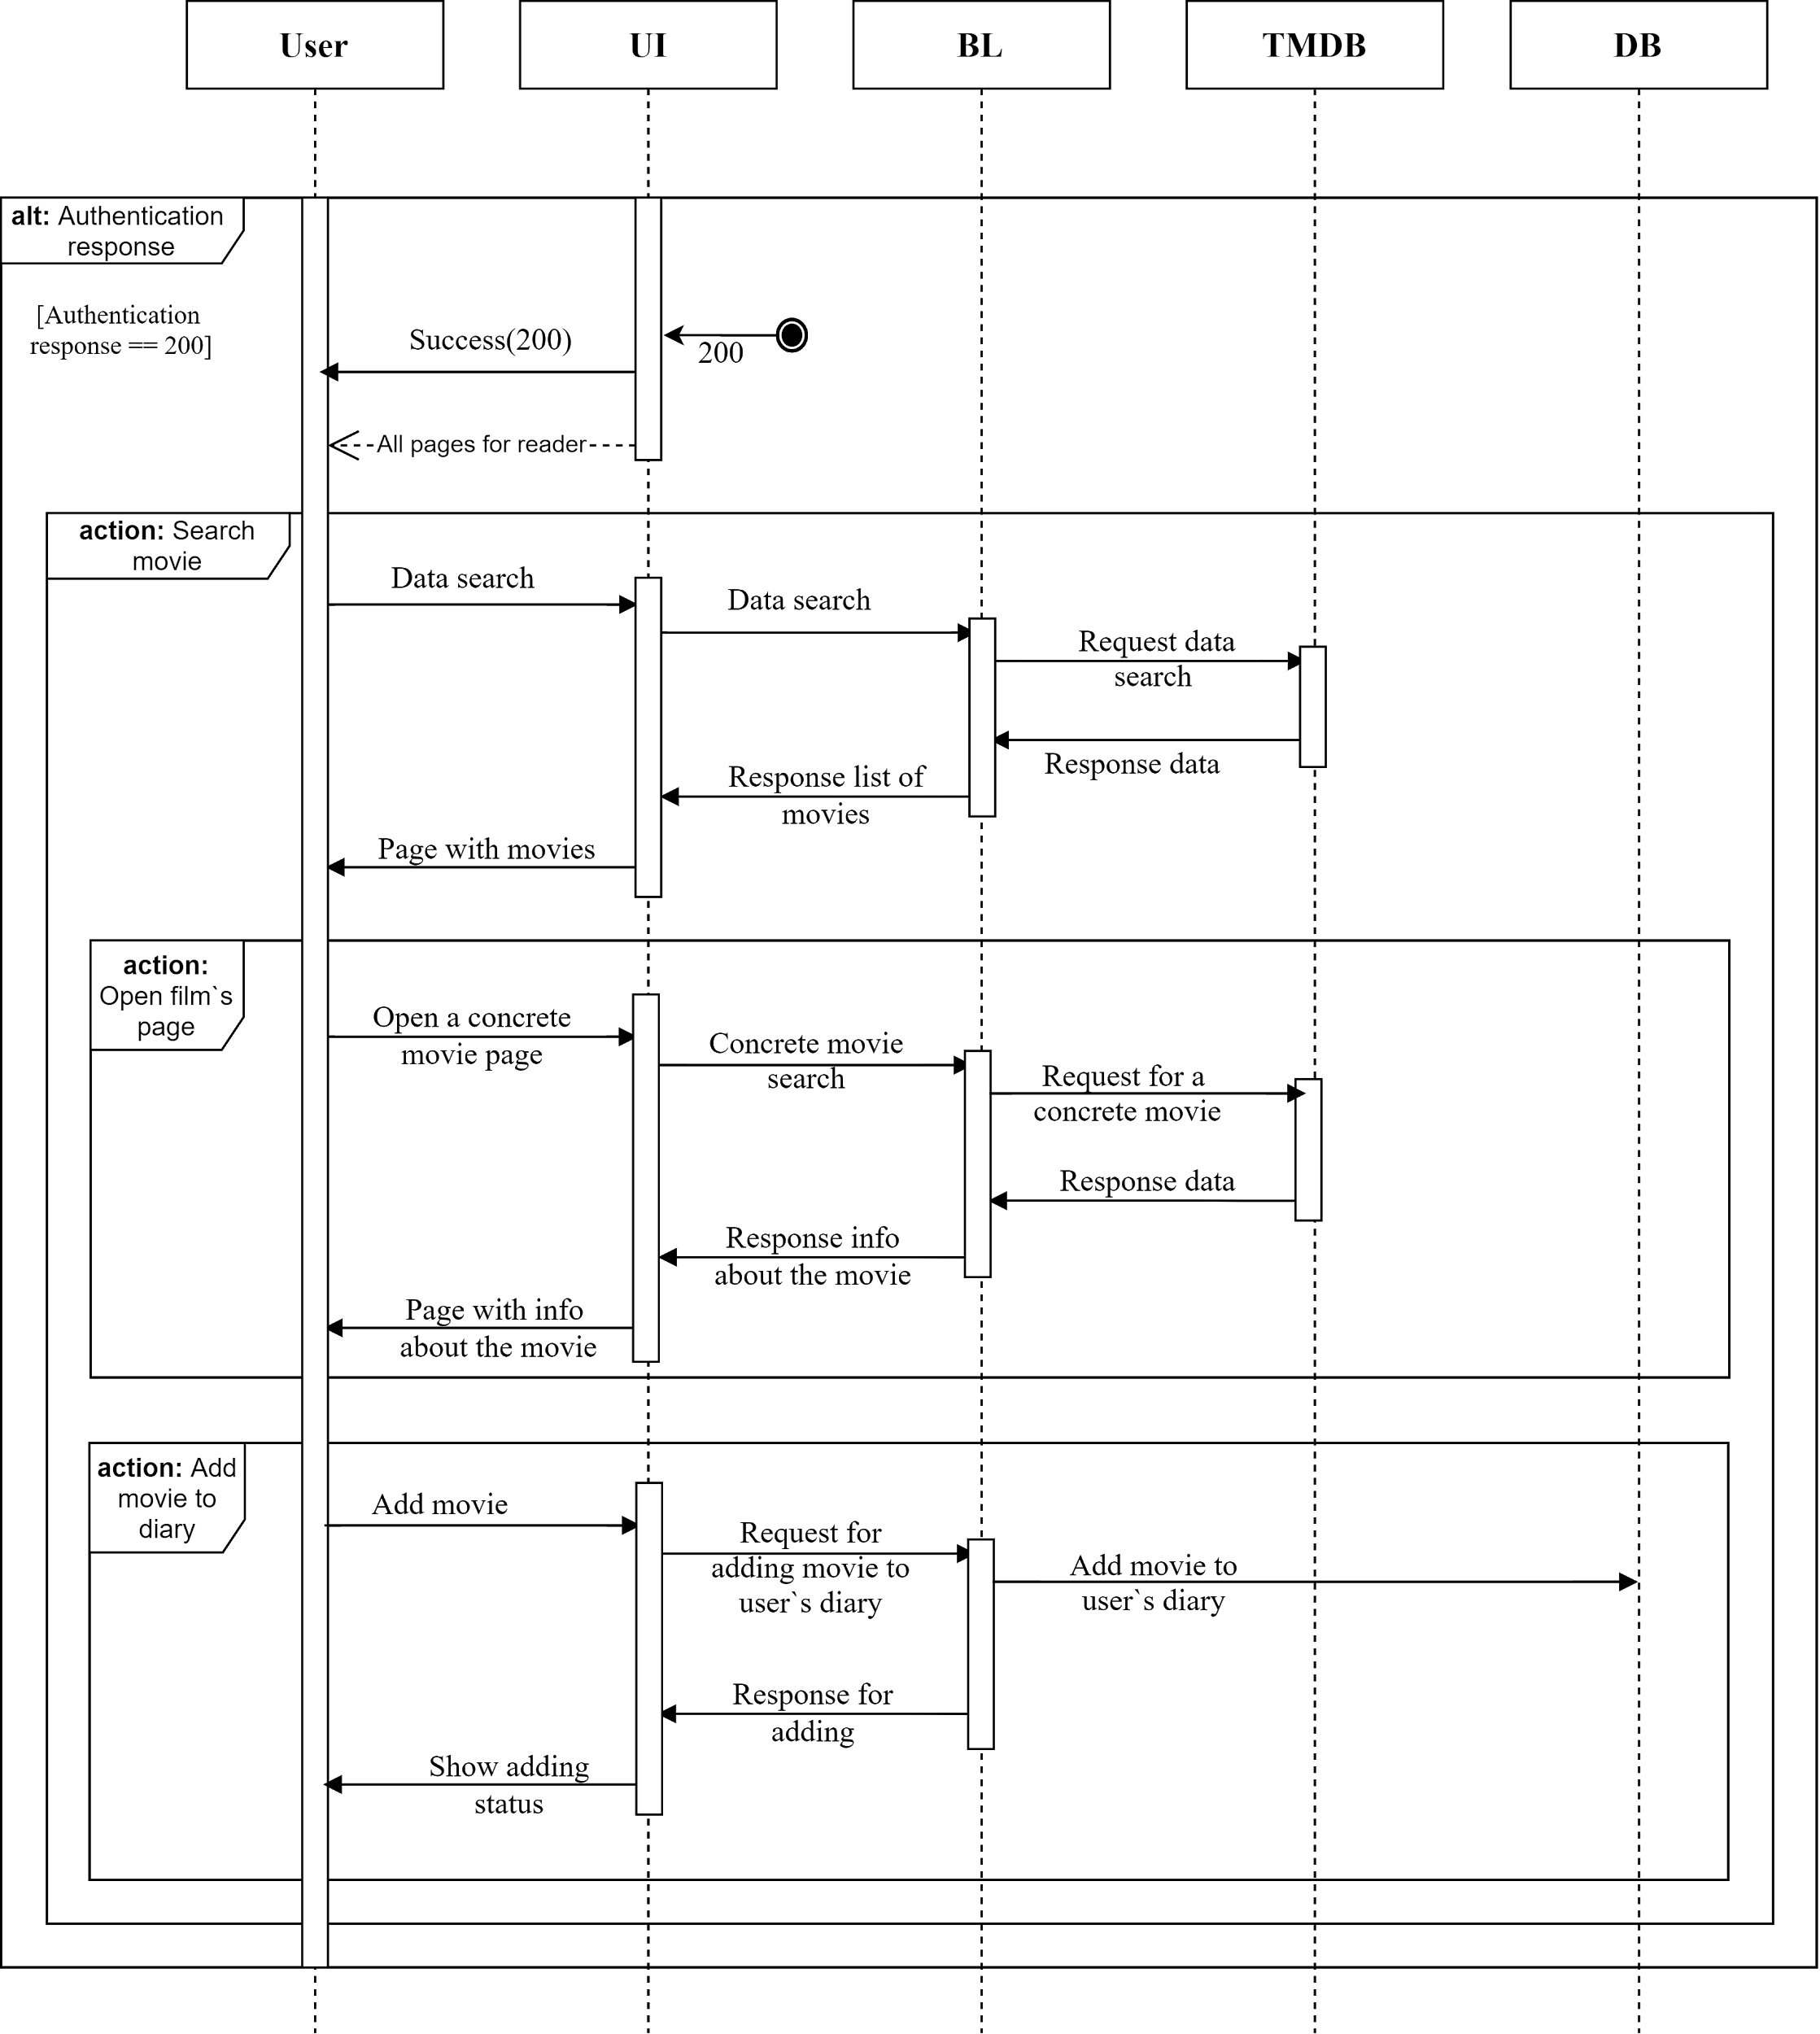 User
UI
BL
TMDB
DB
alt: Authentication
response
[Authentication
response == 200]
Success(200)
200
All pages for reader
action: Search
movie
Data search
Data search
Request data
search
Response data
Response list of
movies
Page with movies
action:
Open film`s
page
Open a concrete
movie page
Concrete movie
search
Request for a
concrete movie
Response data
Response info
about the movie
Page with info
about the movie
action: Add
movie to
diary
Add movie
Request for
adding movie to
user`s diary
Add movie to
user`s diary
Response for
adding
Show adding
status